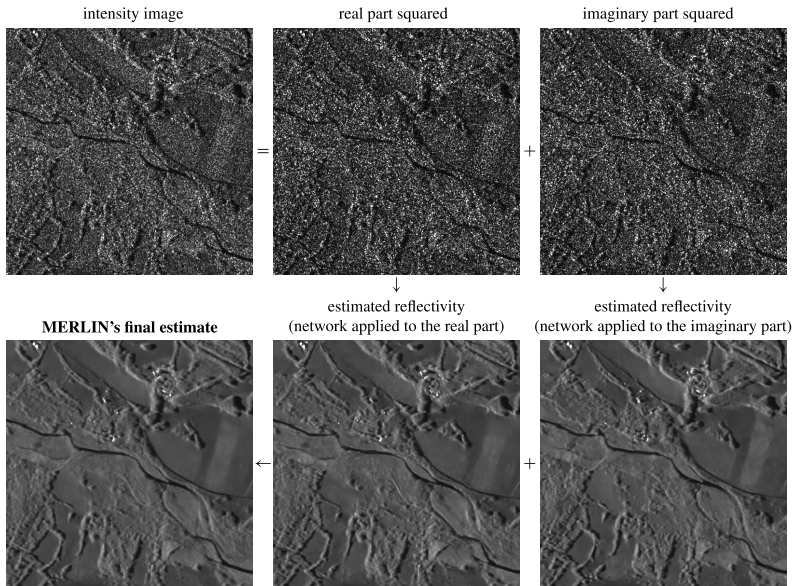 intensity image
real part squared
imaginary part squared
=
+
↓
↓
estimated reflectivity
(network applied to the real part)
estimated reflectivity
(network applied to the imaginary part)
MERLIN's final estimate
←
+